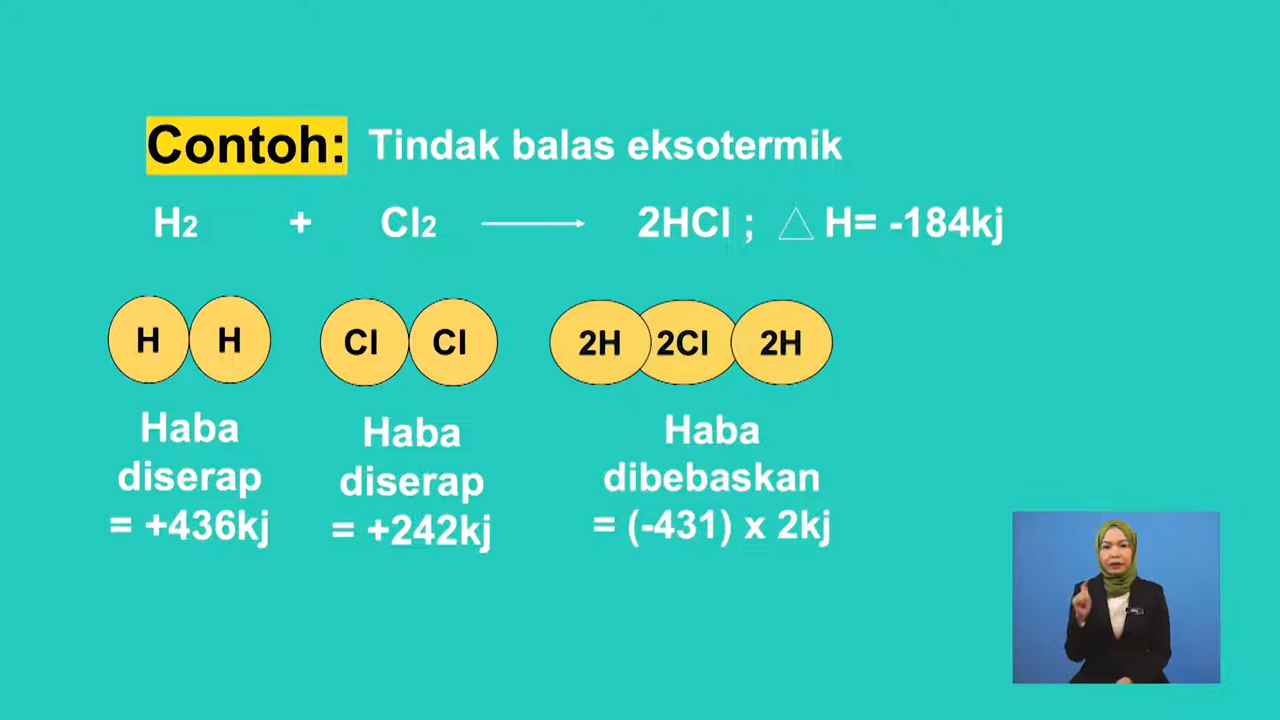 Contoh: Tindak balas eksotermik
H2 + Cl2 → 2HCl ; △ H= -184kj
H H Cl Cl 2H 2Cl 2H
Haba Haba Haba
diserap diserap dibebaskan
= +436kj = +242kj = (-431) x 2kj